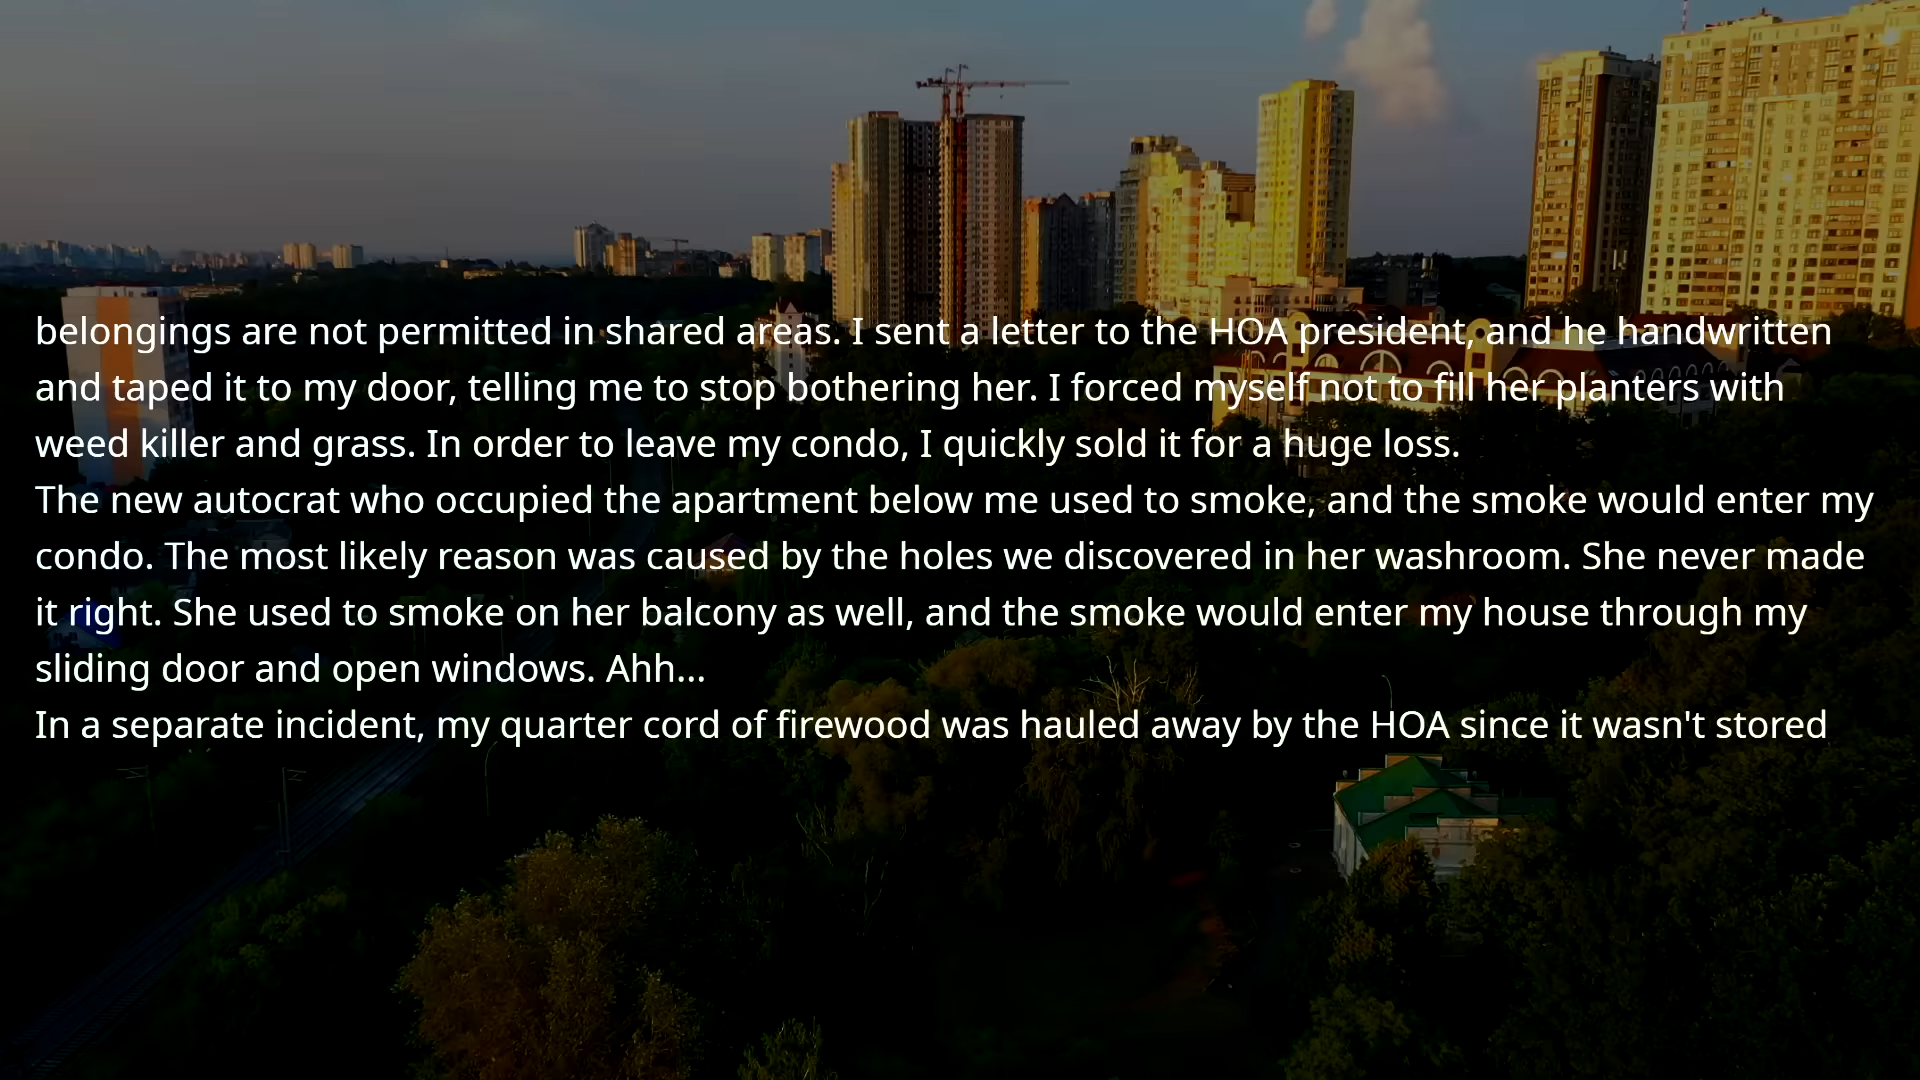 belongings are not permitted in shared areas. I sent a letter to the HOA president, and he handwritten
and taped it to my door, telling me to stop bothering her. I forced myself not to fill her planters with
weed killer and grass. In order to leave my condo, I quickly sold it for a huge loss.
The new autocrat who occupied the apartment below me used to smoke, and the smoke would enter my
condo. The most likely reason was caused by the holes we discovered in her washroom. She never made
it right. She used to smoke on her balcony as well, and the smoke would enter my house through my
sliding door and open windows. Ahh...
In a separate incident, my quarter cord of firewood was hauled away by the HOA since it wasn't stored